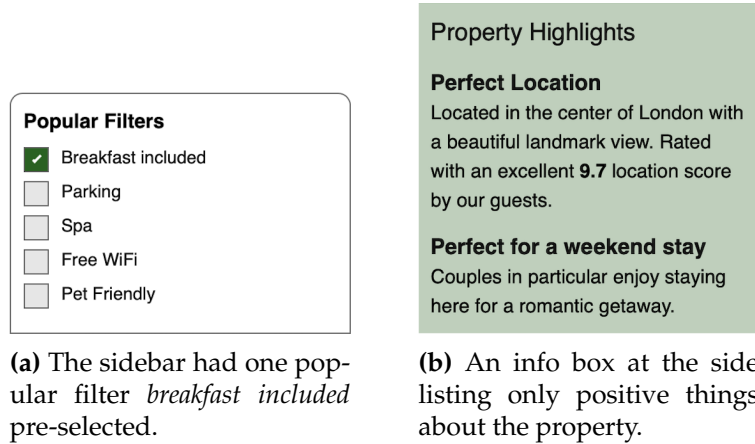 Popular Filters
Breakfast included
Parking
Spa
Free WiFi
Pet Friendly
(a) The sidebar had one pop-
ular filter breakfast included
pre-selected.
Property Highlights
Perfect Location
Located in the center of London with
a beautiful landmark view. Rated
with an excellent 9.7 location score
by our guests.
Perfect for a weekend stay
Couples in particular enjoy staying
here for a romantic getaway.
(b) An info box at the side
listing only positive things
about the property.